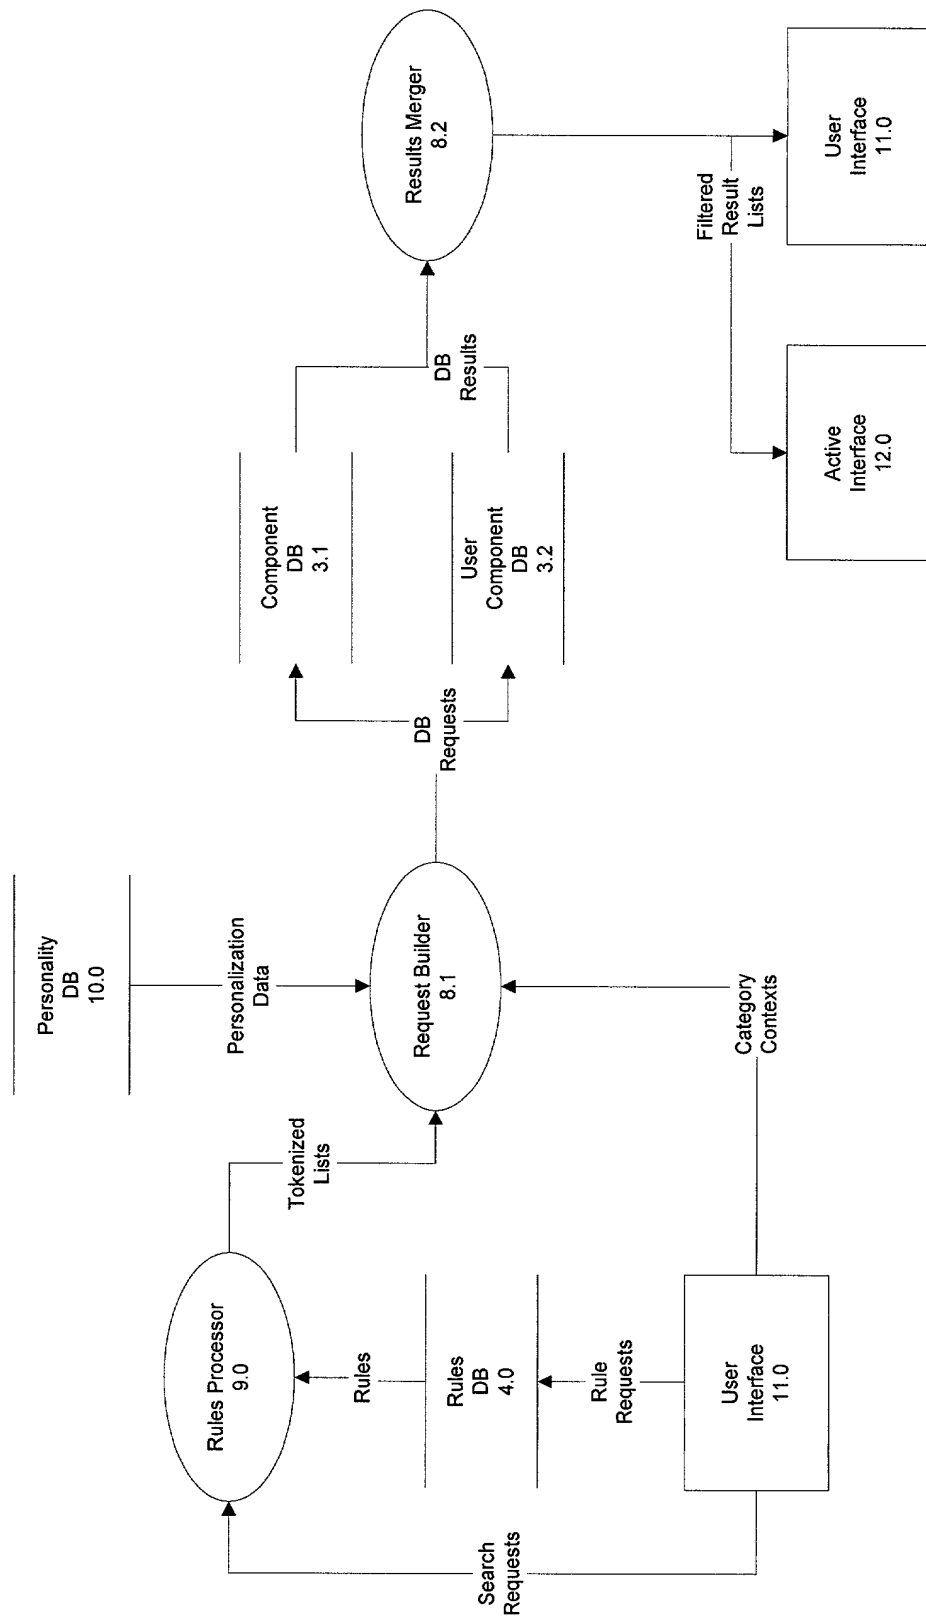 Personality
DB
10.0
Personalization
Data
Rules Processor
9.0
Tokenized
Lists
Request Builder
8.1
DB
Requests
Component
DB
3.1
User
Component
DB
3.2
DB
Results
Results Merger
8.2
Rules
Rules
DB
4.0
Rule
Requests
Search
Requests
User
Interface
11.0
Category
Contexts
Filtered
Result
Lists
Active
Interface
12.0
User
Interface
11.0